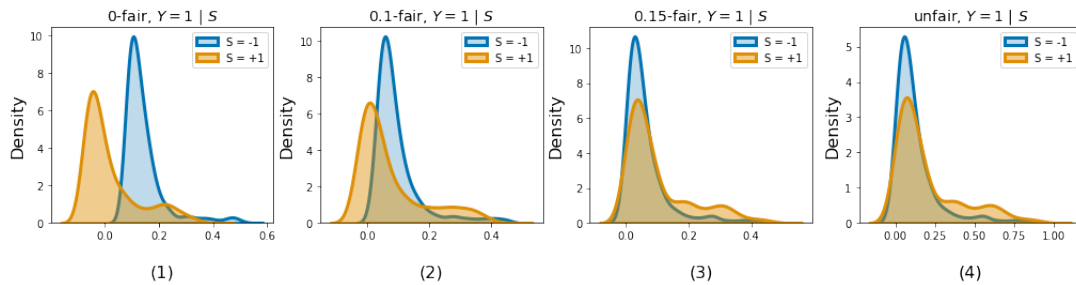 0-fair, Y = 1 | S
Density
10
8
6
4
2
0
0.0
0.2
0.4
0.6
S = -1
S = +1
(1)
0.1-fair, Y = 1 | S
Density
10
8
6
4
2
0
0.0
0.2
0.4
S = -1
S = +1
(2)
0.15-fair, Y = 1 | S
Density
10
8
6
4
2
0
0.0
0.2
0.4
S = -1
S = +1
(3)
unfair, Y = 1 | S
Density
5
4
3
2
1
0
0.00
0.25
0.50
0.75
1.00
S = -1
S = +1
(4)